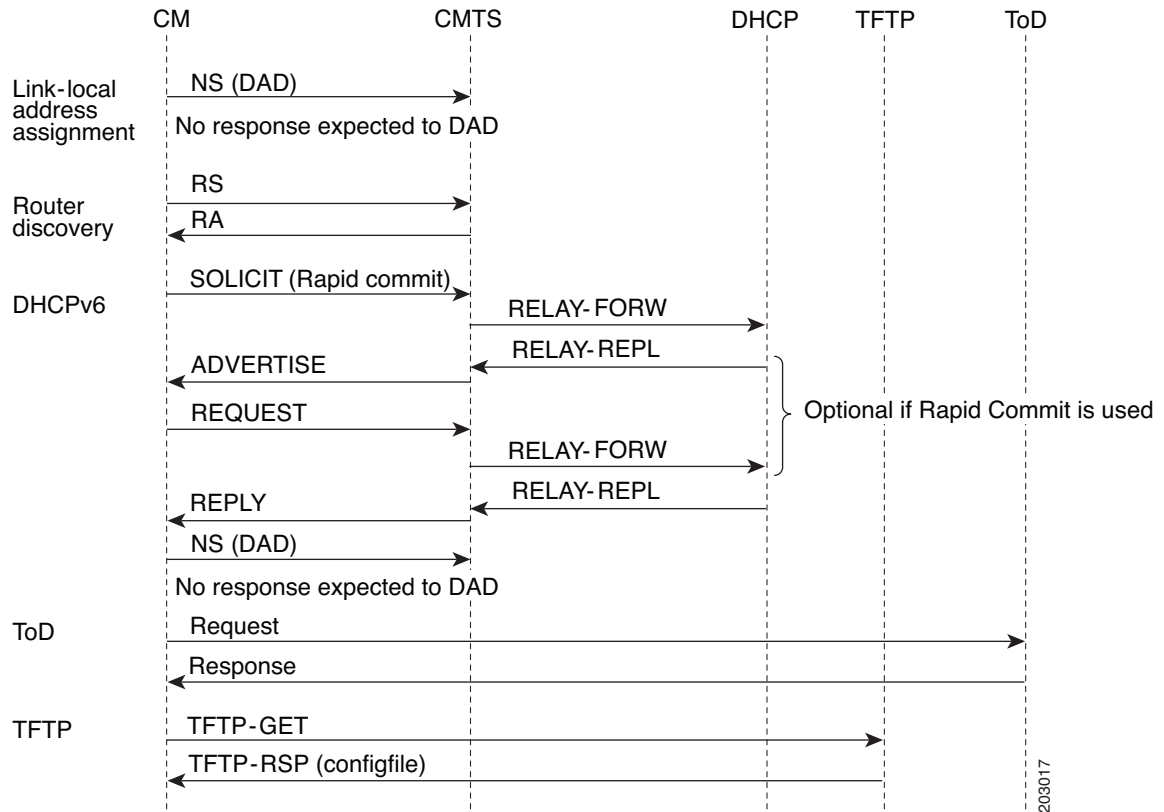 CM CMTS DHCP TFTP ToD
Link-local
address
assignment
NS (DAD)
No response expected to DAD
Router
discovery
RS
RA
DHCPv6
SOLICIT (Rapid commit)
RELAY-FORW
RELAY-REPL
ADVERTISE
Optional if Rapid Commit is used
REQUEST
RELAY-FORW
RELAY-REPL
REPLY
NS (DAD)
No response expected to DAD
ToD
Request
Response
TFTP
TFTP-GET
TFTP-RSP (configfile)
203017